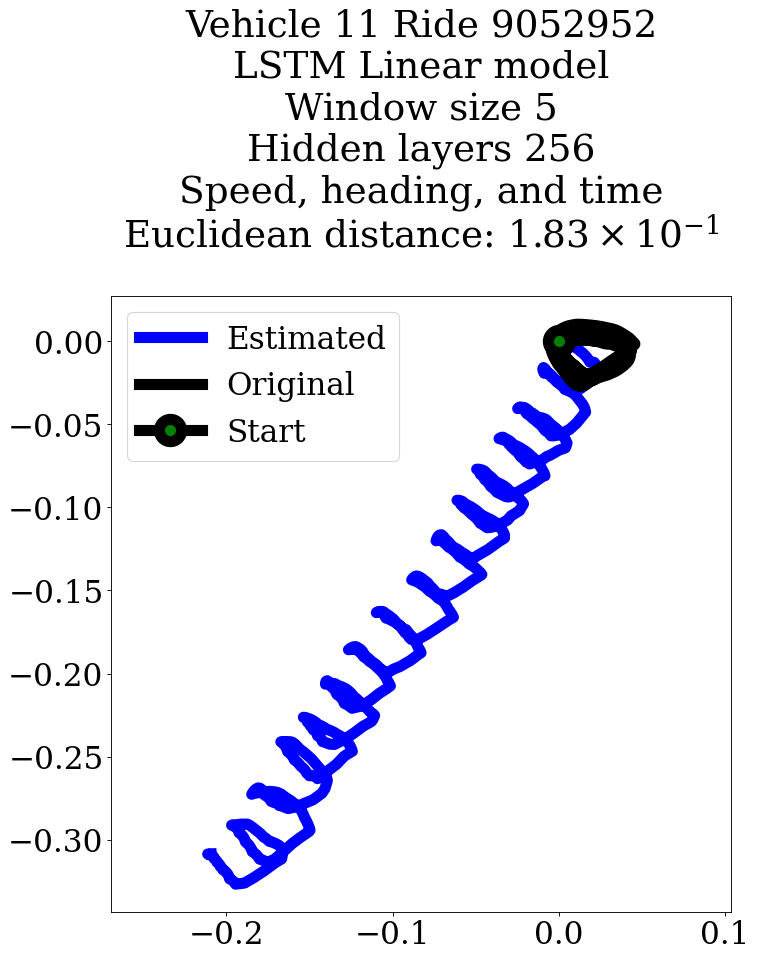 Vehicle 11 Ride 9052952
LSTM Linear model
Window size 5
Hidden layers 256
Speed, heading, and time
Euclidean distance: 1.83 × 10⁻¹
Estimated
Original
Start
0.00
−0.05
−0.10
−0.15
−0.20
−0.25
−0.30
−0.2 −0.1 0.0 0.1